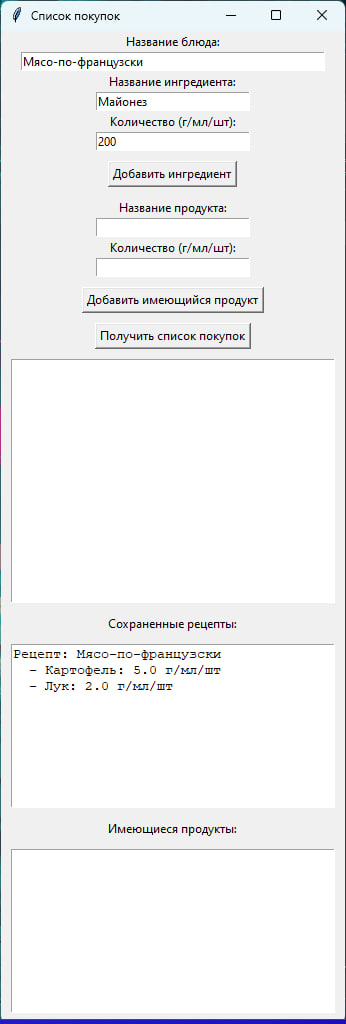 Список покупок
Название блюда:
Мясо-по-французски
Название ингредиента:
Майонез
Количество (г/мл/шт):
200
Добавить ингредиент
Название продукта:
Количество (г/мл/шт):
Добавить имеющийся продукт
Получить список покупок
Сохраненные рецепты:
Рецепт: Мясо-по-французски
- Картофель: 5.0 г/мл/шт
- Лук: 2.0 г/мл/шт
Имеющиеся продукты: